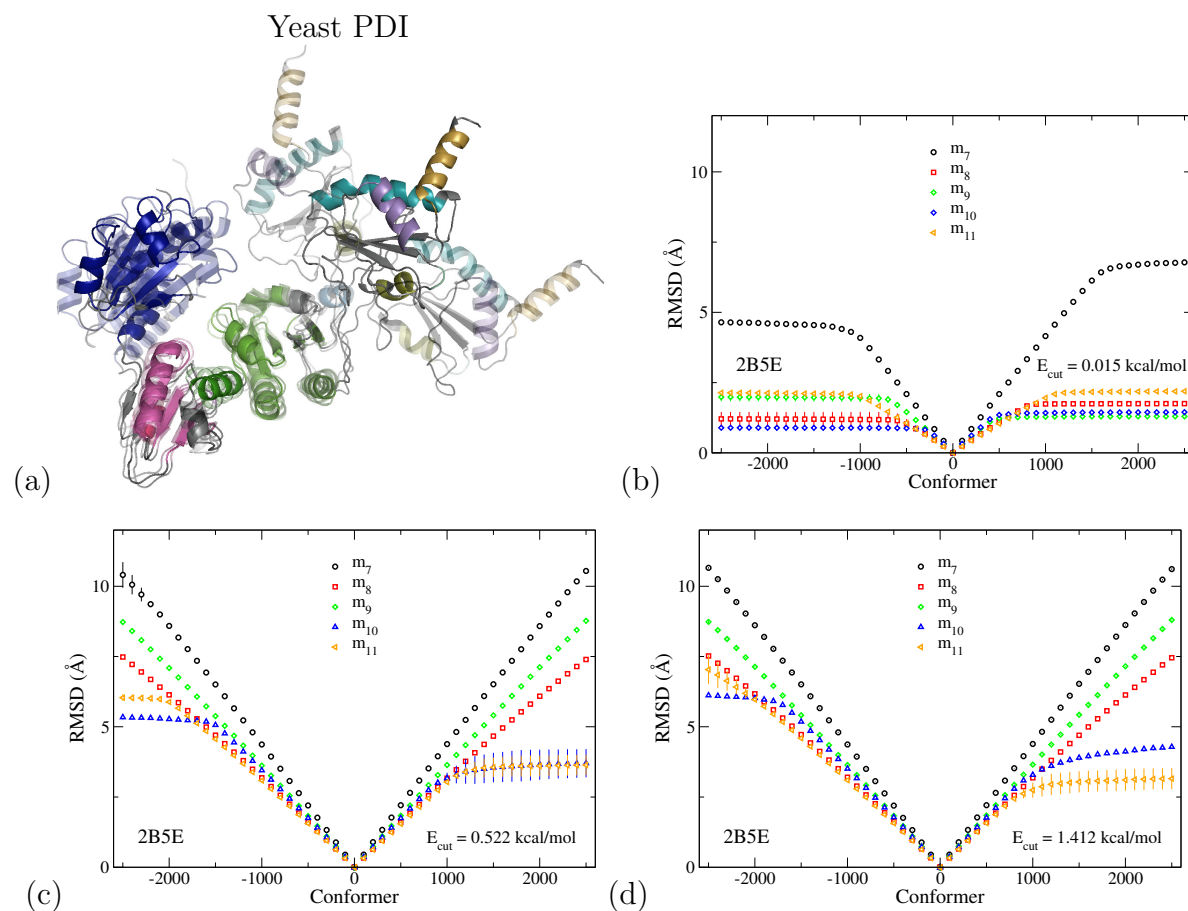 Yeast PDI
(a)
10
5
0
RMSD (Å)
m7
m8
m9
m10
m11
2B5E
E_cut = 0.015 kcal/mol
-2000 -1000 0 1000 2000
Conformer
(b)
10
5
0
RMSD (Å)
m7
m8
m9
m10
m11
2B5E
E_cut = 0.522 kcal/mol
-2000 -1000 0 1000 2000
Conformer
(c)
10
5
0
RMSD (Å)
m7
m8
m9
m10
m11
2B5E
E_cut = 1.412 kcal/mol
-2000 -1000 0 1000 2000
Conformer
(d)